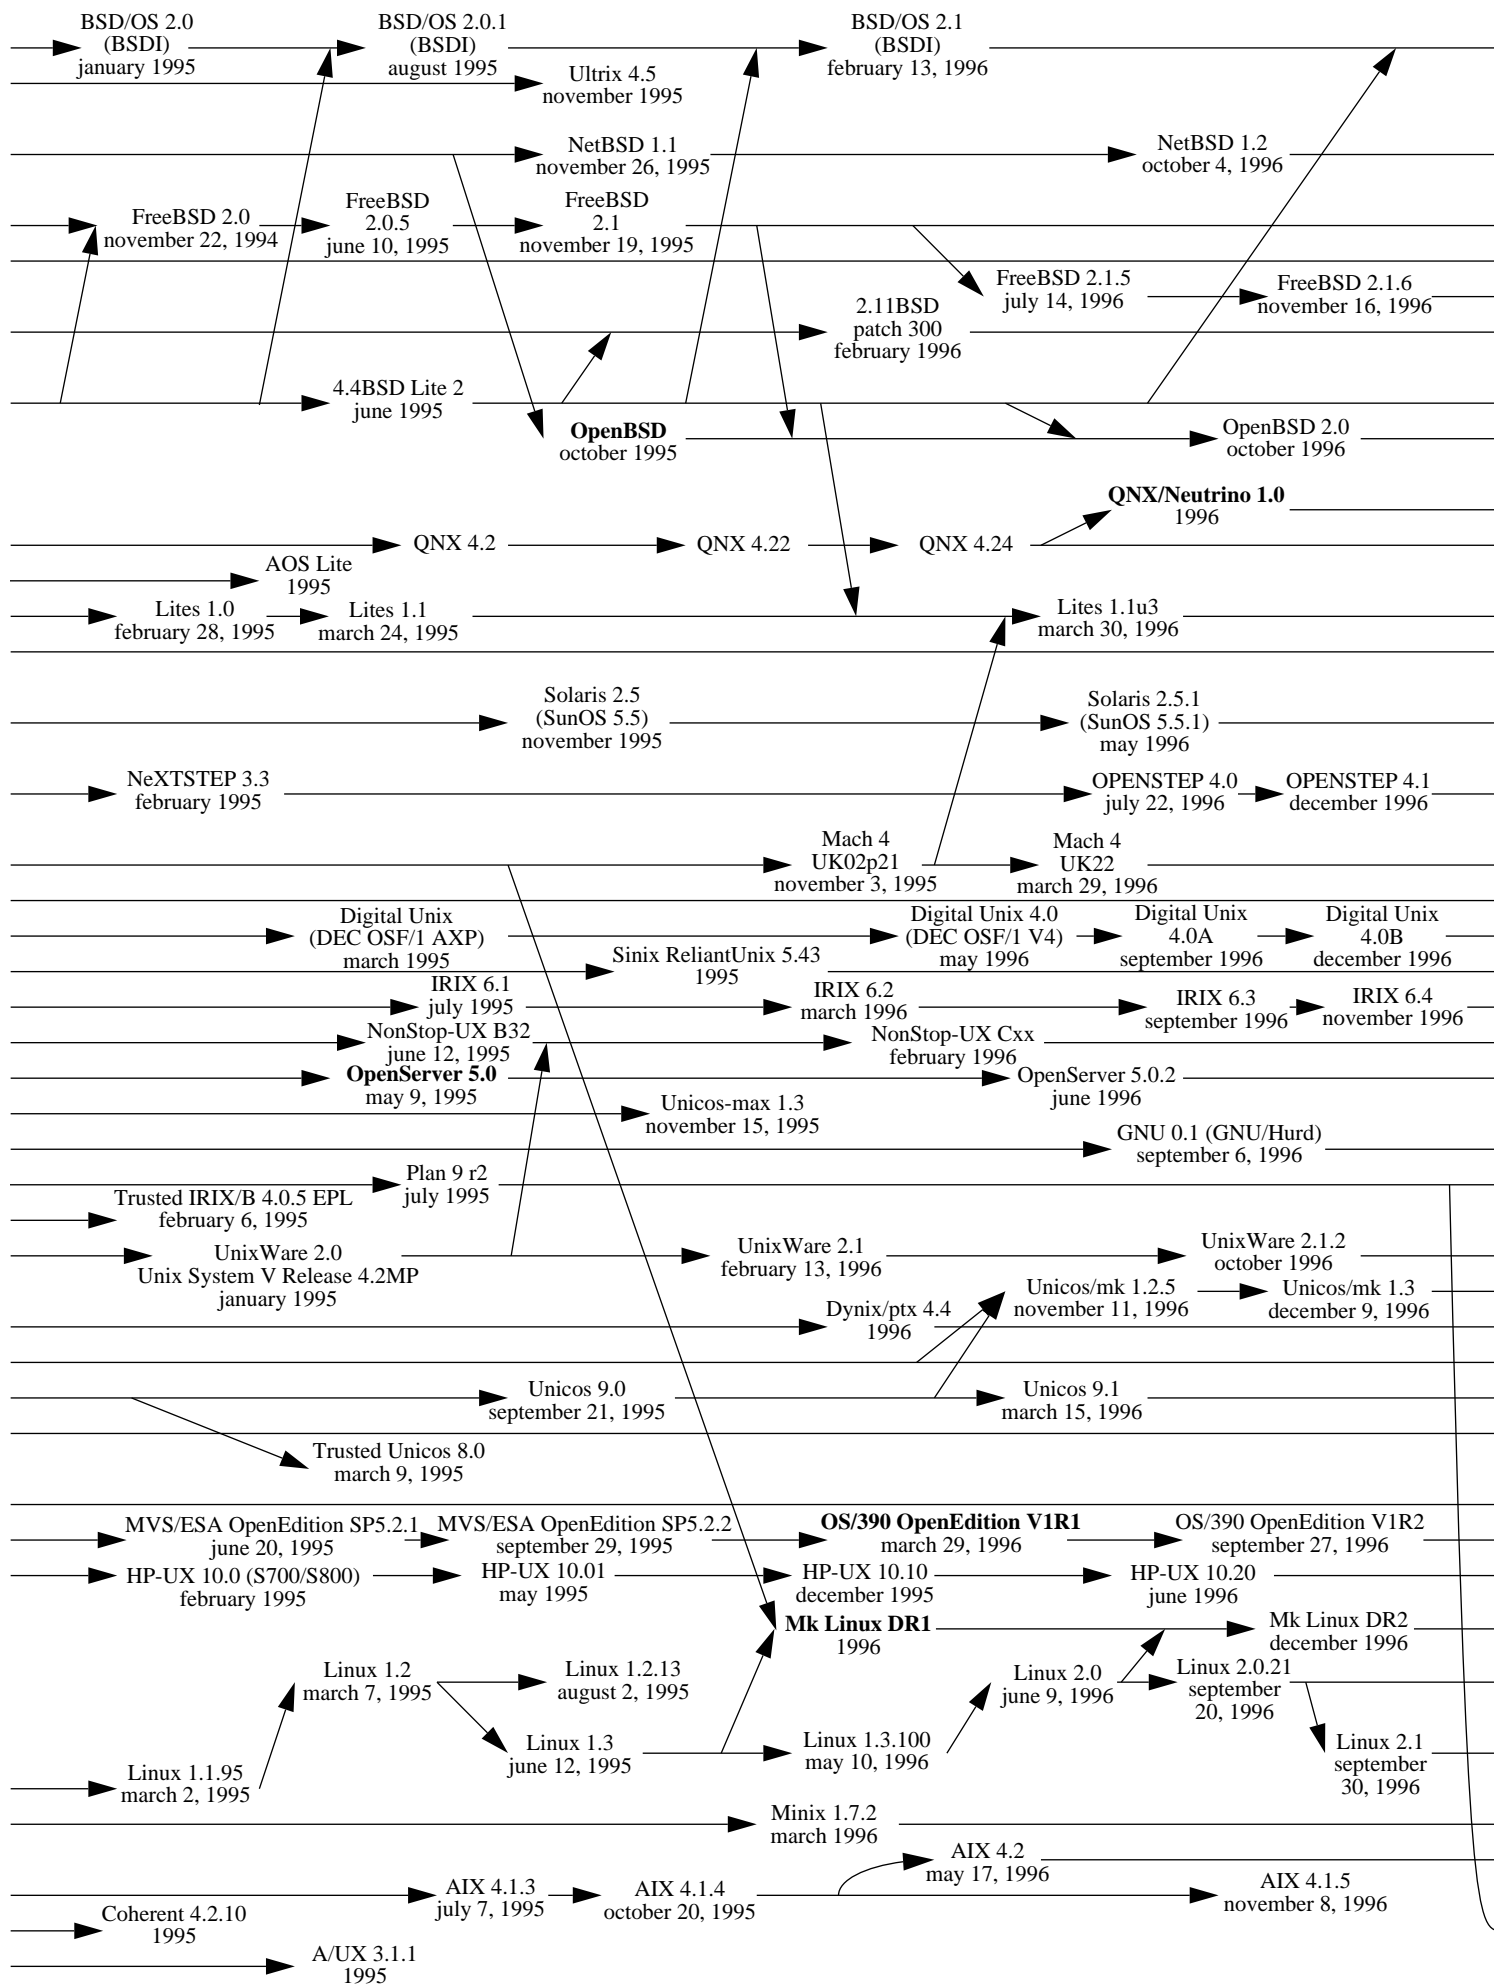 BSD/OS 2.0
(BSDI)
january 1995
BSD/OS 2.0.1
(BSDI)
august 1995
BSD/OS 2.1
(BSDI)
february 13, 1996
Ultrix 4.5
november 1995
NetBSD 1.1
november 26, 1995
NetBSD 1.2
october 4, 1996
FreeBSD 2.0
november 22, 1994
FreeBSD
2.0.5
june 10, 1995
FreeBSD
2.1
november 19, 1995
FreeBSD 2.1.5
july 14, 1996
FreeBSD 2.1.6
november 16, 1996
2.11BSD
patch 300
february 1996
4.4BSD Lite 2
june 1995
OpenBSD
october 1995
OpenBSD 2.0
october 1996
QNX/Neutrino 1.0
1996
QNX 4.2
QNX 4.22
QNX 4.24
AOS Lite
1995
Lites 1.0
february 28, 1995
Lites 1.1
march 24, 1995
Lites 1.1u3
march 30, 1996
Solaris 2.5
(SunOS 5.5)
november 1995
Solaris 2.5.1
(SunOS 5.5.1)
may 1996
NeXTSTEP 3.3
february 1995
OPENSTEP 4.0
july 22, 1996
OPENSTEP 4.1
december 1996
Mach 4
UK02p21
november 3, 1995
Mach 4
UK22
march 29, 1996
Digital Unix
(DEC OSF/1 AXP)
march 1995
Digital Unix 4.0
(DEC OSF/1 V4)
may 1996
Digital Unix
4.0A
september 1996
Digital Unix
4.0B
december 1996
Sinix ReliantUnix 5.43
1995
IRIX 6.1
july 1995
IRIX 6.2
march 1996
IRIX 6.3
september 1996
IRIX 6.4
november 1996
NonStop-UX B32
june 12, 1995
NonStop-UX Cxx
february 1996
OpenServer 5.0
may 9, 1995
OpenServer 5.0.2
june 1996
Unicos-max 1.3
november 15, 1995
GNU 0.1 (GNU/Hurd)
september 6, 1996
Plan 9 r2
july 1995
Trusted IRIX/B 4.0.5 EPL
february 6, 1995
UnixWare 2.0
Unix System V Release 4.2MP
january 1995
UnixWare 2.1
february 13, 1996
UnixWare 2.1.2
october 1996
Unicos/mk 1.2.5
november 11, 1996
Unicos/mk 1.3
december 9, 1996
Dynix/ptx 4.4
1996
Unicos 9.0
september 21, 1995
Unicos 9.1
march 15, 1996
Trusted Unicos 8.0
march 9, 1995
MVS/ESA OpenEdition SP5.2.1
june 20, 1995
MVS/ESA OpenEdition SP5.2.2
september 29, 1995
OS/390 OpenEdition V1R1
march 29, 1996
OS/390 OpenEdition V1R2
september 27, 1996
HP-UX 10.0 (S700/S800)
february 1995
HP-UX 10.01
may 1995
HP-UX 10.10
december 1995
HP-UX 10.20
june 1996
Mk Linux DR1
1996
Mk Linux DR2
december 1996
Linux 1.2
march 7, 1995
Linux 1.2.13
august 2, 1995
Linux 2.0
june 9, 1996
Linux 2.0.21
september
20, 1996
Linux 1.3
june 12, 1995
Linux 1.3.100
may 10, 1996
Linux 2.1
september
30, 1996
Linux 1.1.95
march 2, 1995
Minix 1.7.2
march 1996
AIX 4.2
may 17, 1996
AIX 4.1.3
july 7, 1995
AIX 4.1.4
october 20, 1995
AIX 4.1.5
november 8, 1996
Coherent 4.2.10
1995
A/UX 3.1.1
1995